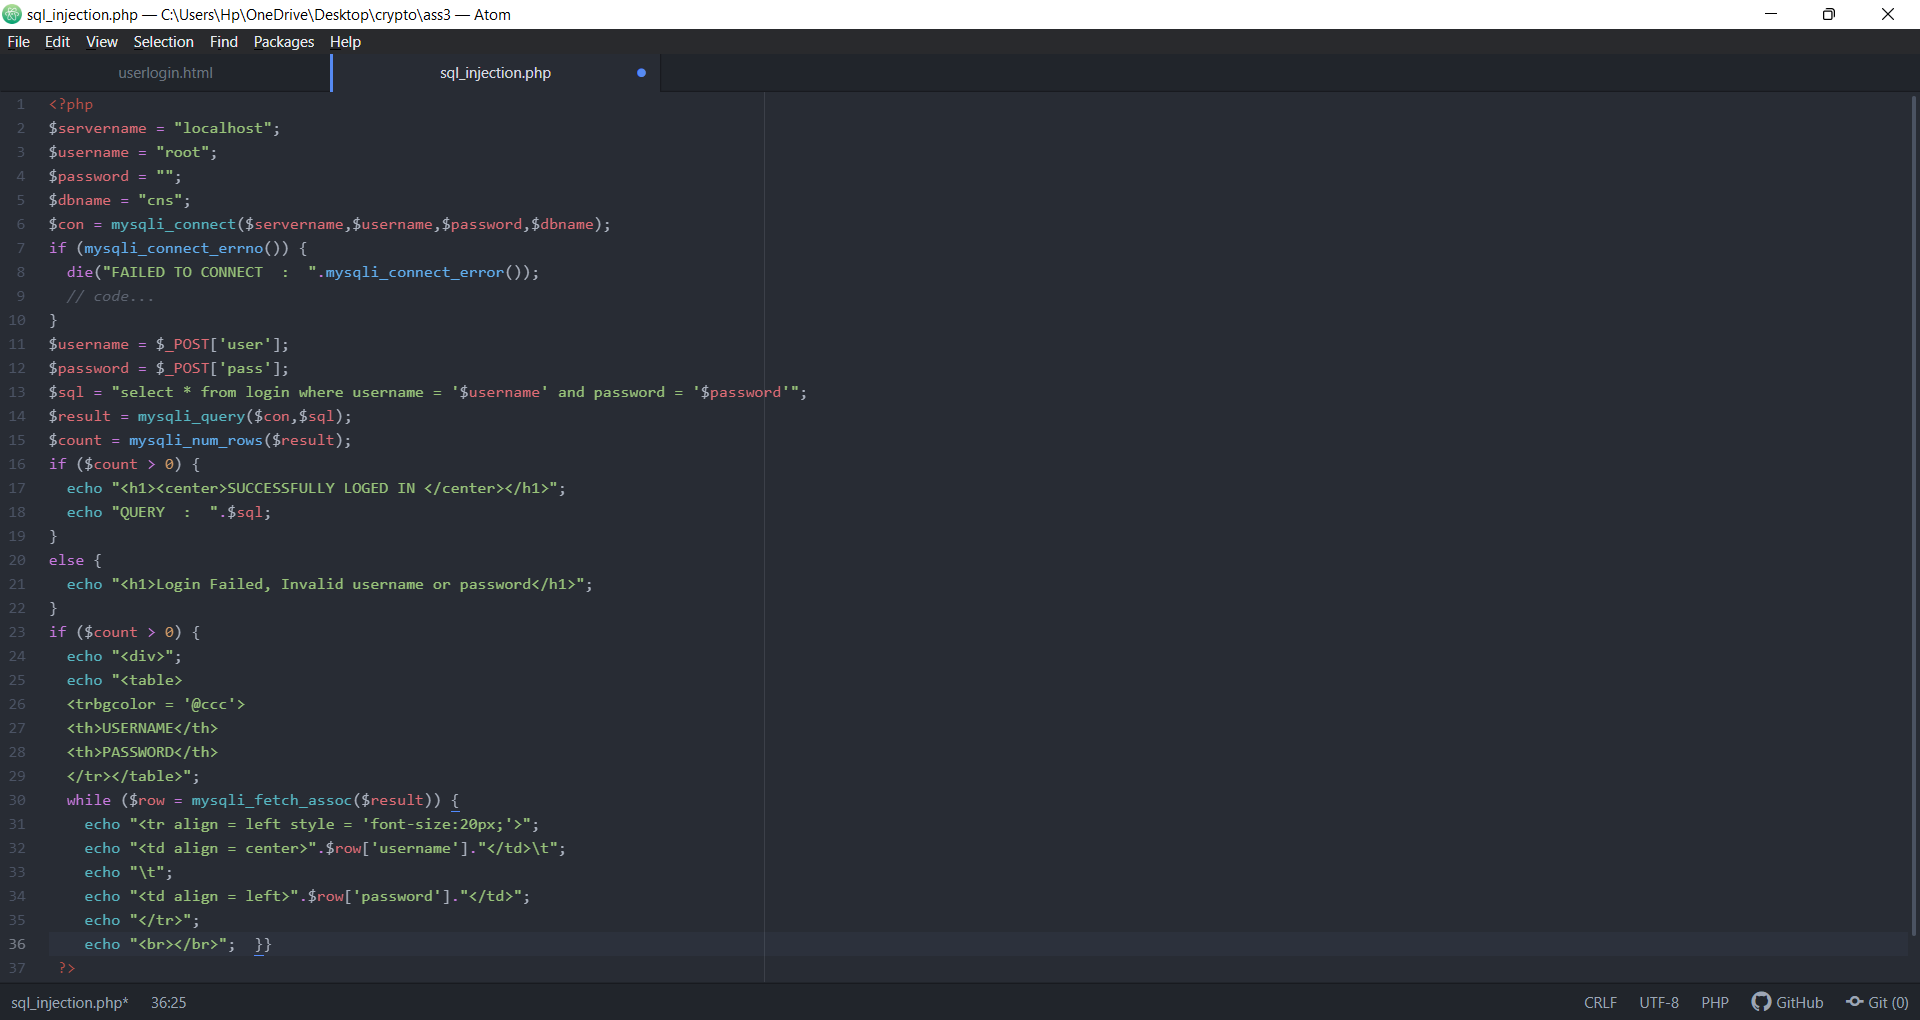 sql_injection.php — C:\Users\Hp\OneDrive\Desktop\crypto\ass3 — Atom
File Edit View Selection Find Packages Help
userlogin.html sql_injection.php
1 <?php
2 $servername = "localhost";
3 $username = "root";
4 $password = "";
5 $dbname = "cns";
6 $con = mysqli_connect($servername,$username,$password,$dbname);
7 if (mysqli_connect_errno()) {
8   die("FAILED TO CONNECT  :  ".mysqli_connect_error());
9   // code...
10 }
11 $username = $_POST['user'];
12 $password = $_POST['pass'];
13 $sql = "select * from login where username = '$username' and password = '$password'";
14 $result = mysqli_query($con,$sql);
15 $count = mysqli_num_rows($result);
16 if ($count > 0) {
17   echo "<h1><center>SUCCESSFULLY LOGED IN </center></h1>";
18   echo "QUERY  :  ".$sql;
19 }
20 else {
21   echo "<h1>Login Failed, Invalid username or password</h1>";
22 }
23 if ($count > 0) {
24   echo "<div>";
25   echo "<table>
26   <trbgcolor = '@ccc'>
27   <th>USERNAME</th>
28   <th>PASSWORD</th>
29   </tr></table>";
30   while ($row = mysqli_fetch_assoc($result)) {
31     echo "<tr align = left style = 'font-size:20px;'>";
32     echo "<td align = center>".$row['username']."</td>\t";
33     echo "\t";
34     echo "<td align = left>".$row['password']."</td>";
35     echo "</tr>";
36     echo "<br></br>";  }}
37  ?>
sql_injection.php* 36:25 CRLF UTF-8 PHP GitHub Git (0)